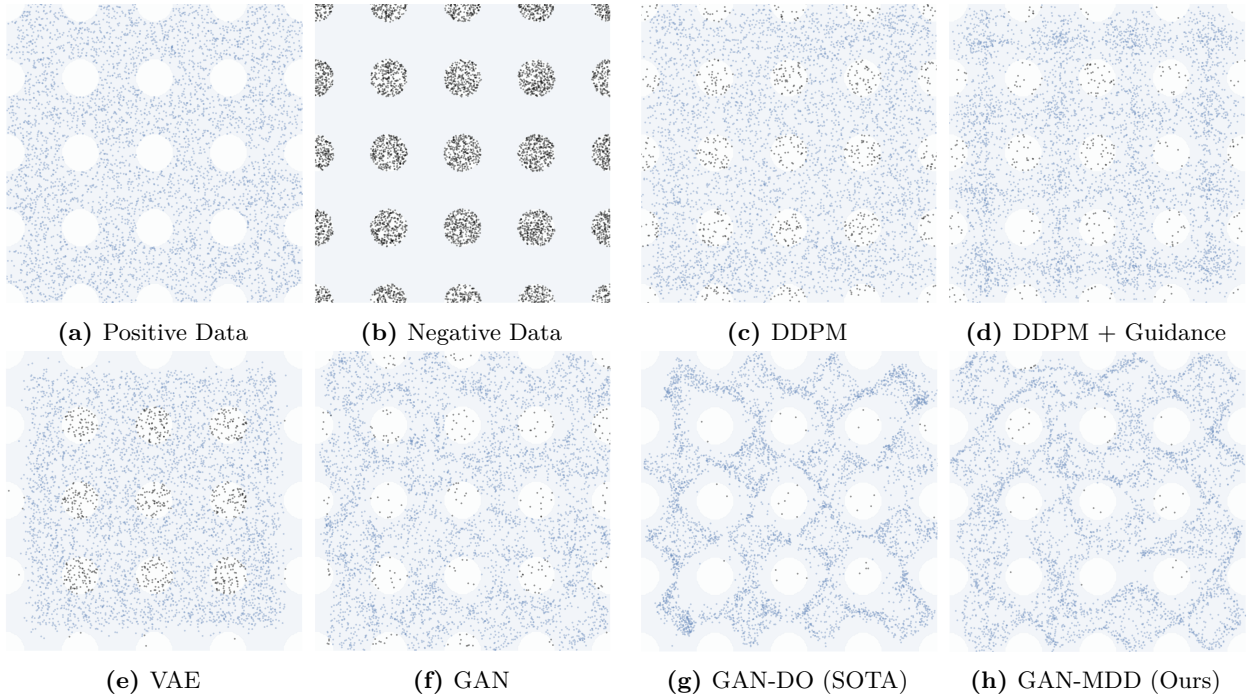 (a) Positive Data
(b) Negative Data
(c) DDPM
(d) DDPM + Guidance
(e) VAE
(f) GAN
(g) GAN-DO (SOTA)
(h) GAN-MDD (Ours)